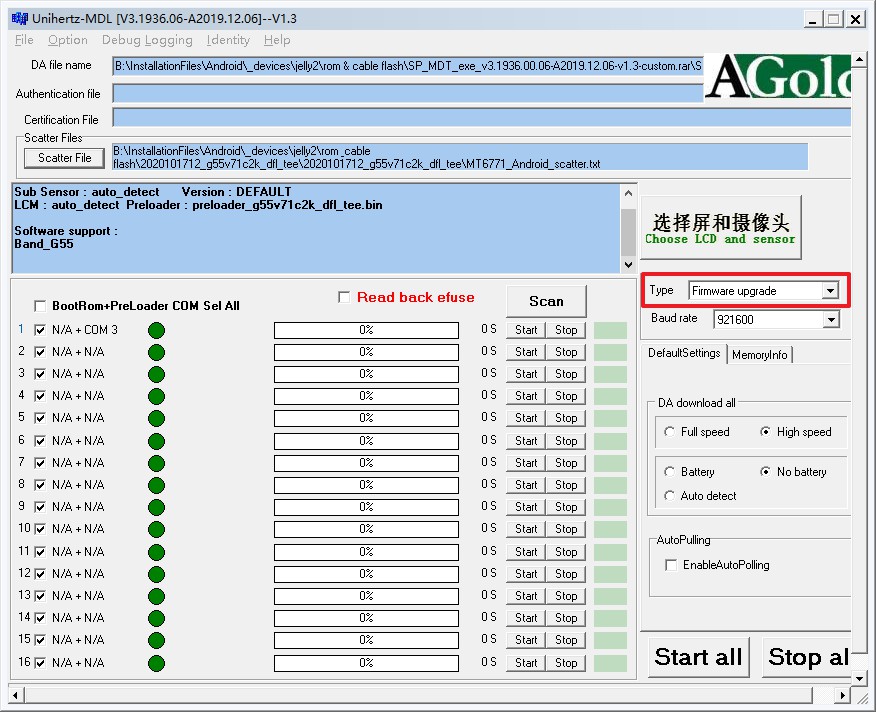 Unihertz-MDL [V3.1936.06-A2019.12.06]--V1.3
File Option Debug Logging Identity Help
DA file name B:\InstallationFiles\Android\_devices\jelly2\rom & cable flash\SP_MDT_exe_v3.1936.00.06-A2019.12.06-v1.3-custom.rar\S
AGold
Authentication file
Certification File
Scatter Files
Scatter File
B:\InstallationFiles\Android\_devices\jelly2\rom_cable
flash\2020101712_g55v71c2k_dfl_tee\2020101712_g55v71c2k_dfl_tee\MT6771_Android_scatter.txt
Sub Sensor : auto_detect Version : DEFAULT
LCM : auto_detect Preloader : preloader_g55v71c2k_dfl_tee.bin
Software support :
Band_G55
选择屏和摄像头
Choose LCD and sensor
Type Firmware upgrade
Baud rate 921600
BootRom+PreLoader COM Sel All
Read back efuse
Scan
1 N/A + COM 3 0% 0 S Start Stop
2 N/A + N/A 0% 0 S Start Stop
3 N/A + N/A 0% 0 S Start Stop
4 N/A + N/A 0% 0 S Start Stop
5 N/A + N/A 0% 0 S Start Stop
6 N/A + N/A 0% 0 S Start Stop
7 N/A + N/A 0% 0 S Start Stop
8 N/A + N/A 0% 0 S Start Stop
9 N/A + N/A 0% 0 S Start Stop
10 N/A + N/A 0% 0 S Start Stop
11 N/A + N/A 0% 0 S Start Stop
12 N/A + N/A 0% 0 S Start Stop
13 N/A + N/A 0% 0 S Start Stop
14 N/A + N/A 0% 0 S Start Stop
15 N/A + N/A 0% 0 S Start Stop
16 N/A + N/A 0% 0 S Start Stop
DefaultSettings MemoryInfo
DA download all
Full speed High speed
Battery No battery
Auto detect
AutoPulling
EnableAutoPolling
Start all Stop al